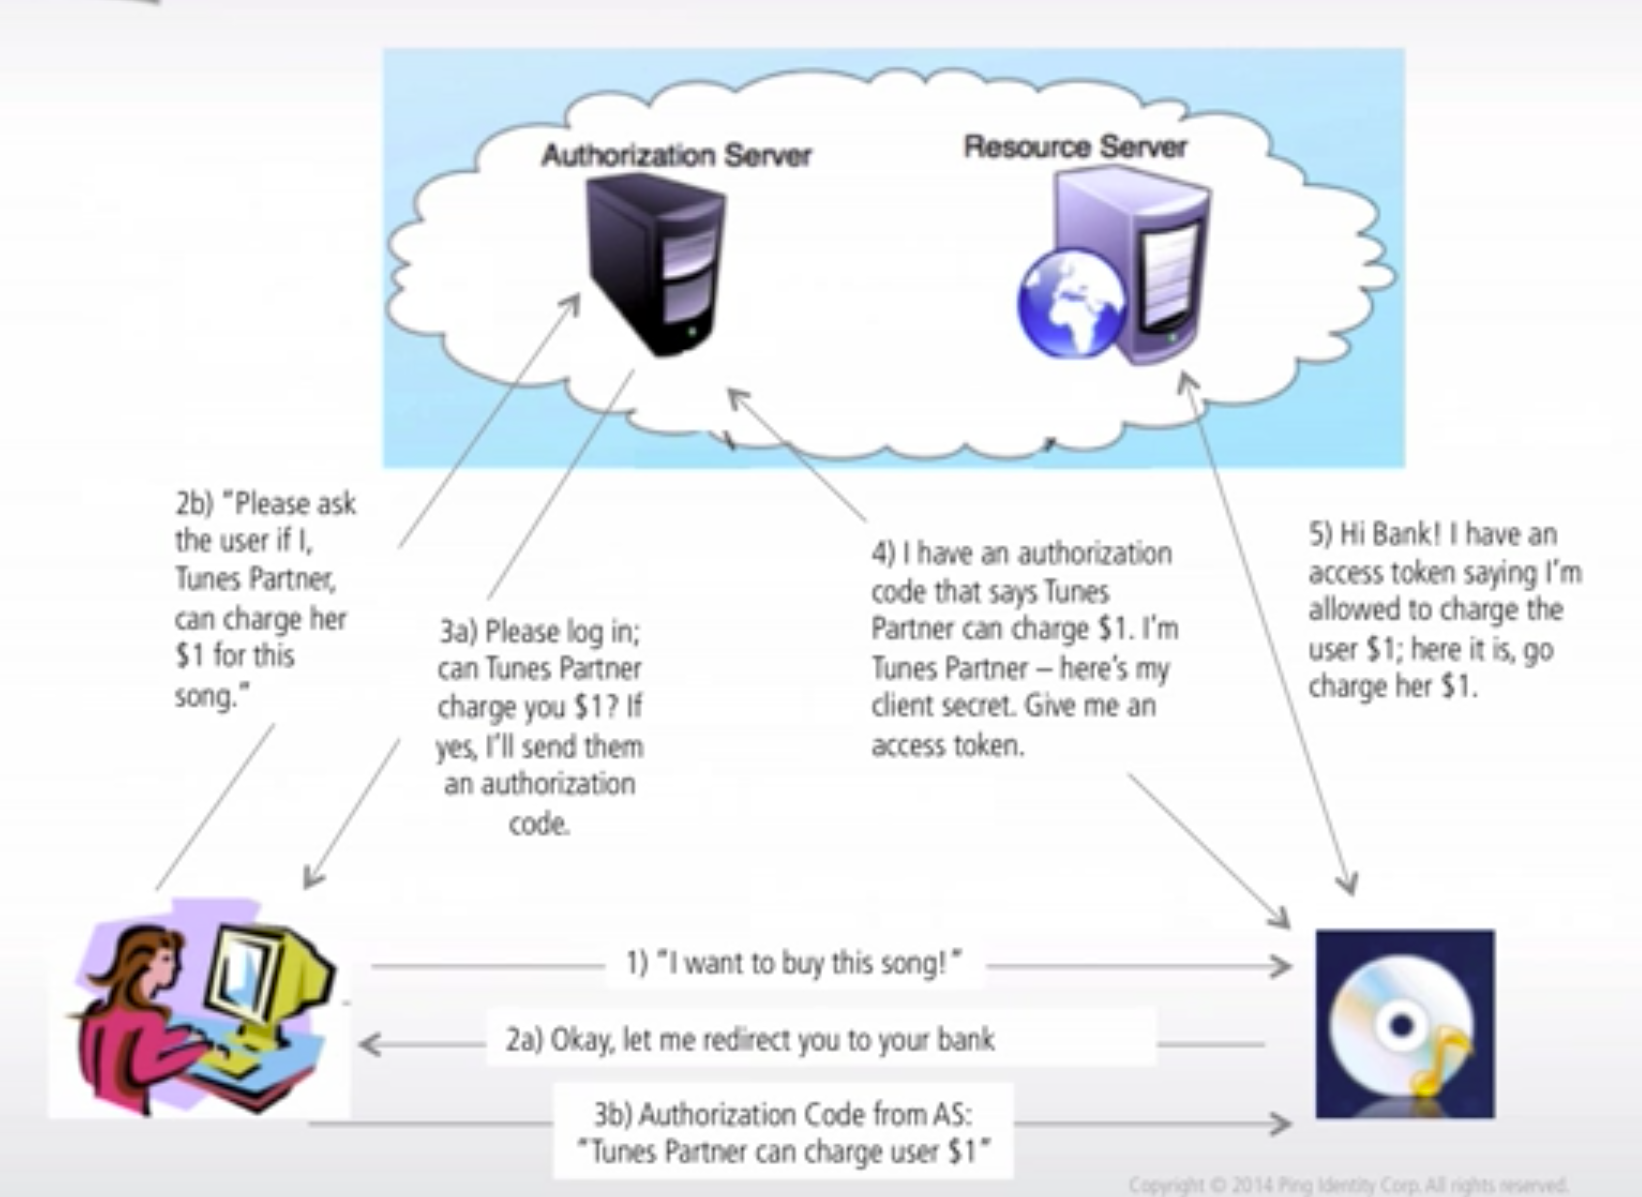 Authorization Server
Resource Server
2b) "Please ask
the user if I,
Tunes Partner,
can charge her
$1 for this
song."
3a) Please log in;
can Tunes Partner
charge you $1? If
yes, I'll send them
an authorization
code.
4) I have an authorization
code that says Tunes
Partner can charge $1. I'm
Tunes Partner – here's my
client secret. Give me an
access token.
5) Hi Bank! I have an
access token saying I'm
allowed to charge the
user $1; here it is, go
charge her $1.
1) "I want to buy this song!"
2a) Okay, let me redirect you to your bank
3b) Authorization Code from AS:
"Tunes Partner can charge user $1"
Copyright © 2014 Ping Identity Corp. All rights reserved.